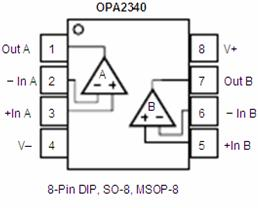 OPA2340
Out A 1 8 V+
– In A 2 A 7 Out B
– +
+In A 3 B 6 – In B
+ –
V– 4 5 +In B
8-Pin DIP, SO-8, MSOP-8